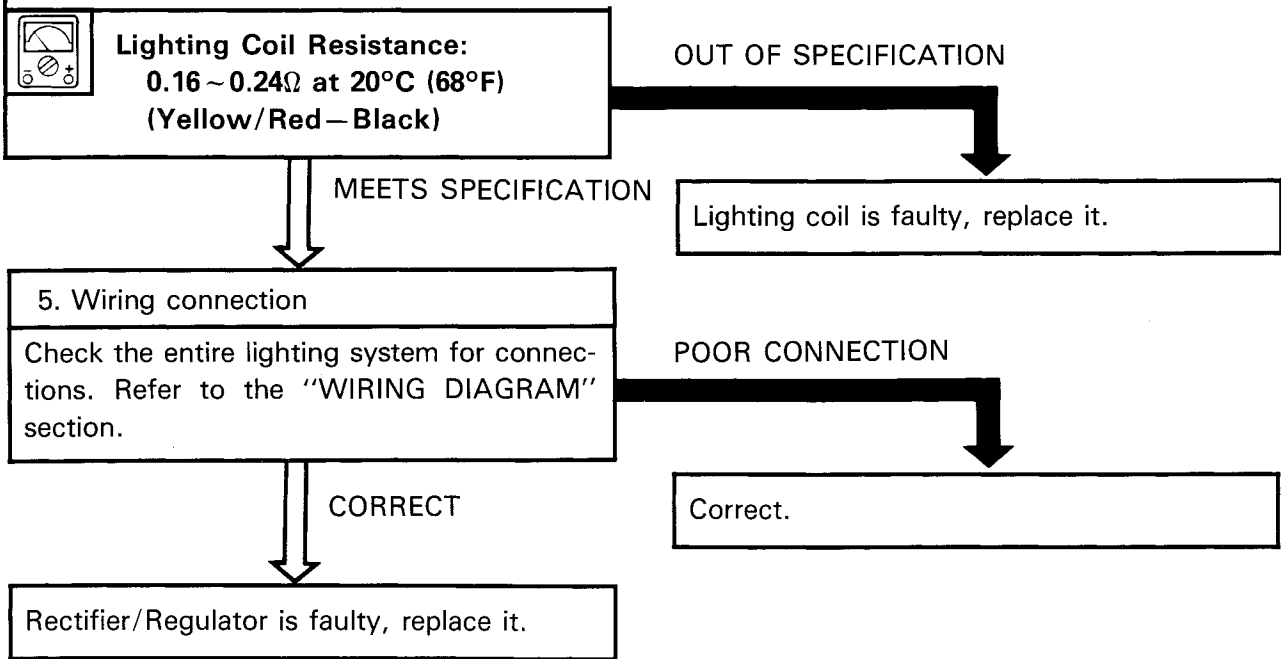 Lighting Coil Resistance:
0.16~0.24Ω at 20°C (68°F)
(Yellow/Red—Black)
OUT OF SPECIFICATION
MEETS SPECIFICATION
Lighting coil is faulty, replace it.
5. Wiring connection
Check the entire lighting system for connec-
tions. Refer to the "WIRING DIAGRAM"
section.
POOR CONNECTION
CORRECT
Correct.
Rectifier/Regulator is faulty, replace it.